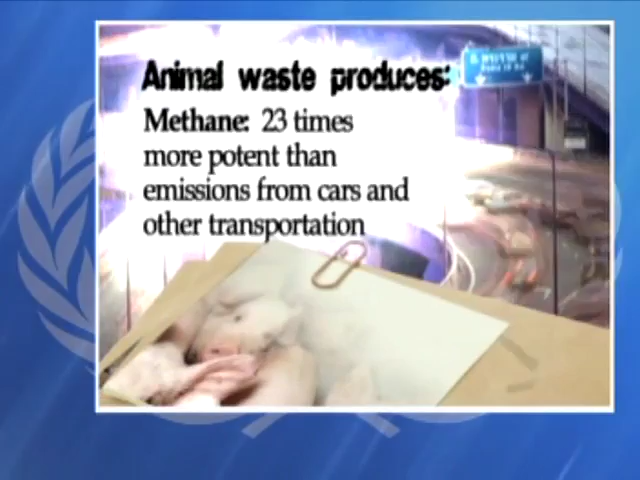 Animal waste produces:
Methane: 23 times
more potent than
emissions from cars and
other transportation